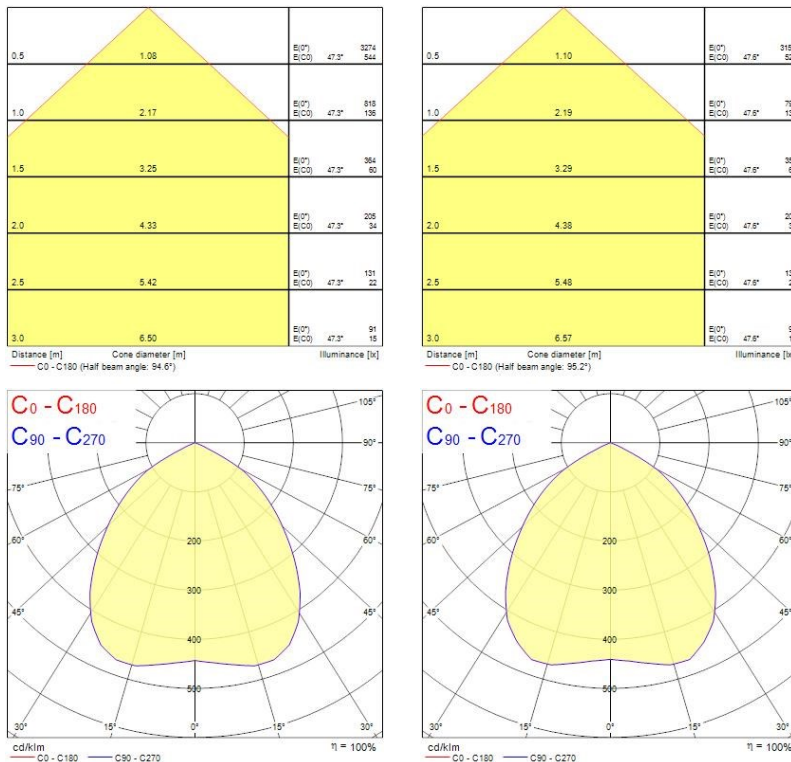 E(0°) 3274
0.5 1.08 E(C0) 47.3° 544
E(0°) 818
1.0 2.17 E(C0) 47.3° 136
E(0°) 364
1.5 3.25 E(C0) 47.3° 60
E(0°) 205
2.0 4.33 E(C0) 47.3° 34
E(0°) 131
2.5 5.42 E(C0) 47.3° 22
E(0°) 91
3.0 6.50 E(C0) 47.3° 15
Distance [m] Cone diameter [m] Illuminance [lx]
C0 - C180 (Half beam angle: 94.6°)
E(0°)
0.5 1.10 E(C0) 47.6°
E(0°)
1.0 2.19 E(C0) 47.6°
E(0°)
1.5 3.29 E(C0) 47.6°
E(0°)
2.0 4.38 E(C0) 47.6°
E(0°)
2.5 5.48 E(C0) 47.6°
E(0°)
3.0 6.57 E(C0) 47.6°
Distance [m] Cone diameter [m] Illuminance [lx]
C0 - C180 (Half beam angle: 95.2°)
C0 - C180
C90 - C270
105°
90°
75° 75°
60° 60°
200
45° 300 45°
400
500
30° 15° 0° 15° 30°
cd/klm η = 100%
C0 - C180 C90 - C270
C0 - C180
C90 - C270
105°
90°
75° 75°
60° 60°
200
45° 300 45°
400
500
30° 15° 0° 15° 30°
cd/klm η = 100%
C0 - C180 C90 - C270